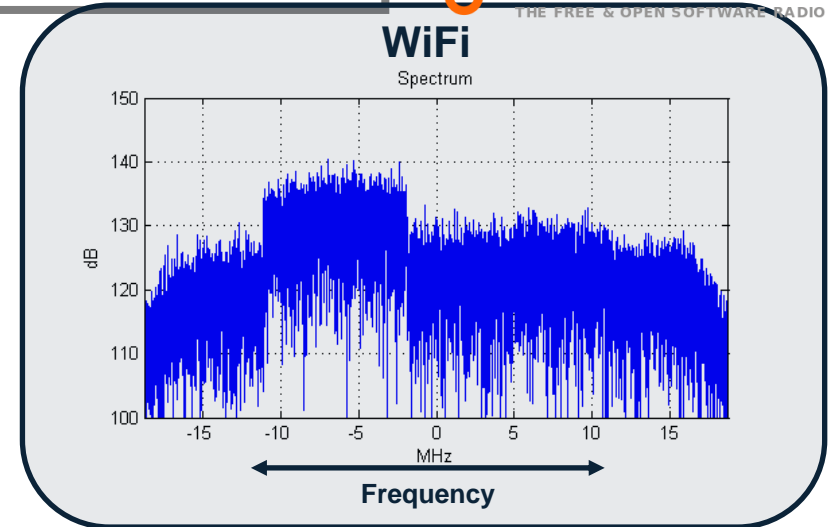 THE FREE & OPEN SOFTWARE RADIO
WiFi
Spectrum
150
140
130
120
110
100
dB
-15 -10 -5 0 5 10 15
MHz
Frequency